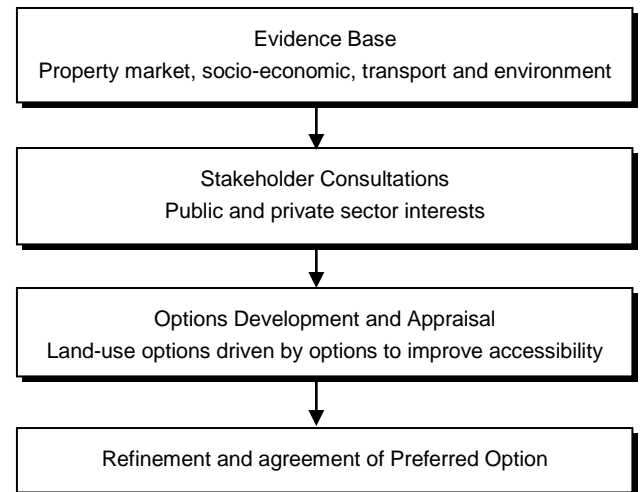 Evidence Base
Property market, socio-economic, transport and environment
Stakeholder Consultations
Public and private sector interests
Options Development and Appraisal
Land-use options driven by options to improve accessibility
Refinement and agreement of Preferred Option